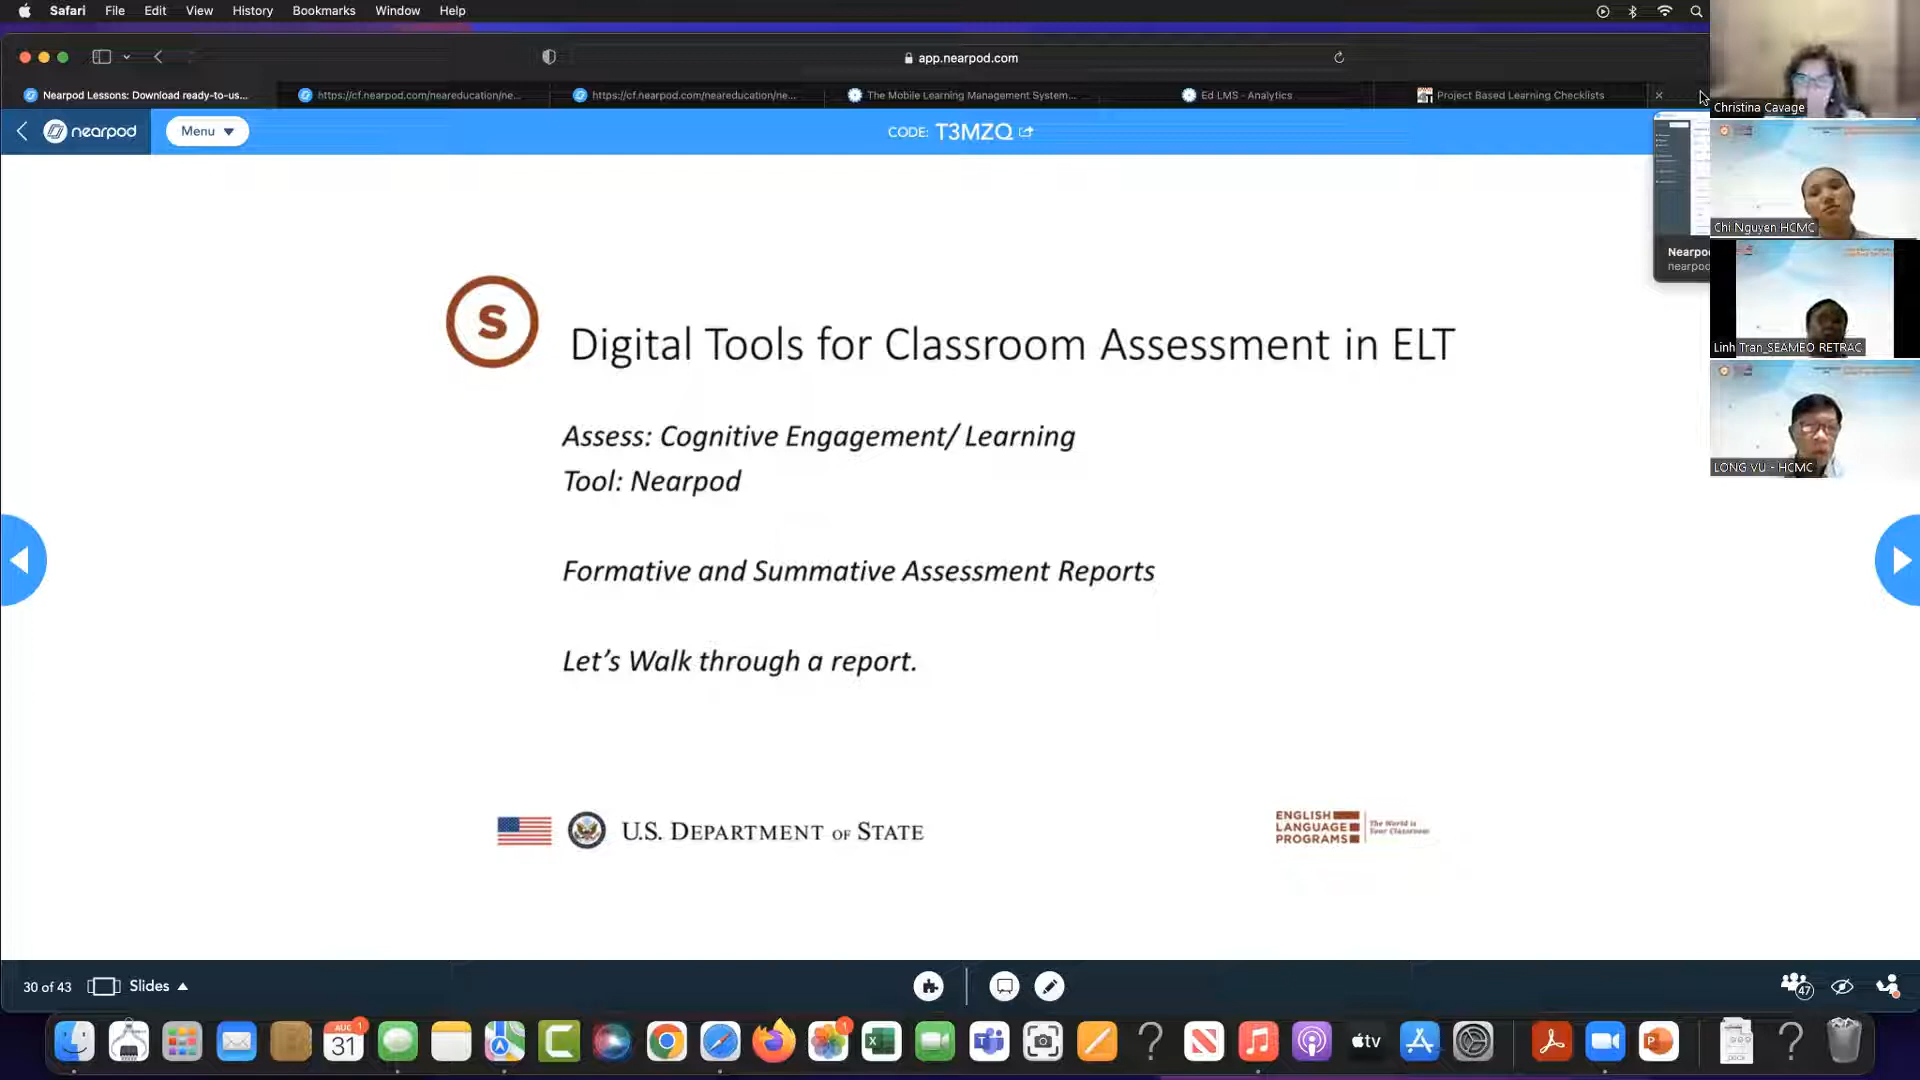 Safari File Edit View History Bookmarks Window Help
app.nearpod.com
Nearpod Lessons: Download ready-to-us...
https://cf.nearpod.com/neareducation/ne...
https://cf.nearpod.com/neareducation/ne...
The Mobile Learning Management System...
Ed LMS - Analytics
Project Based Learning Checklists
nearpod
Menu
CODE: T3MZQ
Christina Cavage
Chi Nguyen HCMC
Nearpo
nearpod
Linh Tran_SEAMEO RETRAC
LONG VU - HCMC
S
Digital Tools for Classroom Assessment in ELT
Assess: Cognitive Engagement/ Learning
Tool: Nearpod
Formative and Summative Assessment Reports
Let's Walk through a report.
U.S. DEPARTMENT OF STATE
ENGLISH
LANGUAGE
PROGRAMS
The World is
Your Classroom
30 of 43 Slides
47
AUG 1
31
1
tv